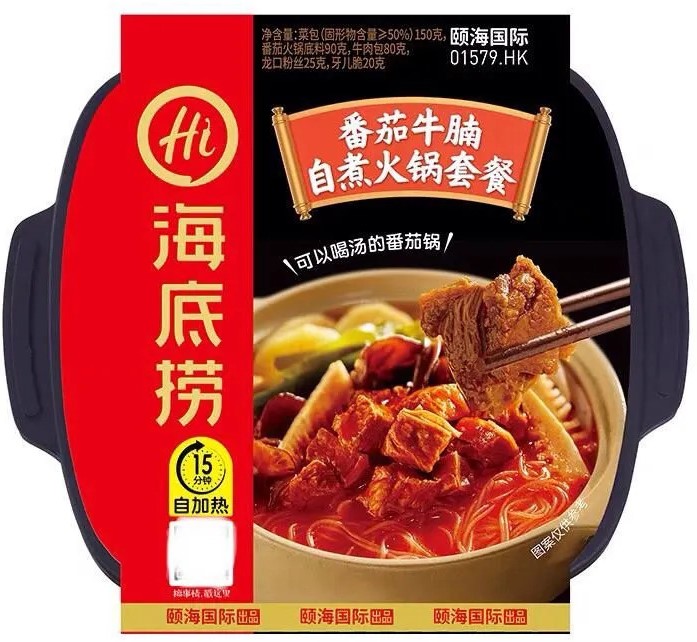 净含量:菜包(固形物含量≥50%)150克,
番茄火锅底料90克,牛肉包80克,
龙口粉丝25克,牙儿脆20克
颐海国际
01579.HK
Hi
海底捞
番茄牛腩
自煮火锅套餐
可以喝汤的番茄锅
15
分钟
自加热
图案仅供参考
颐海国际出品
颐海国际出品
颐海国际出品